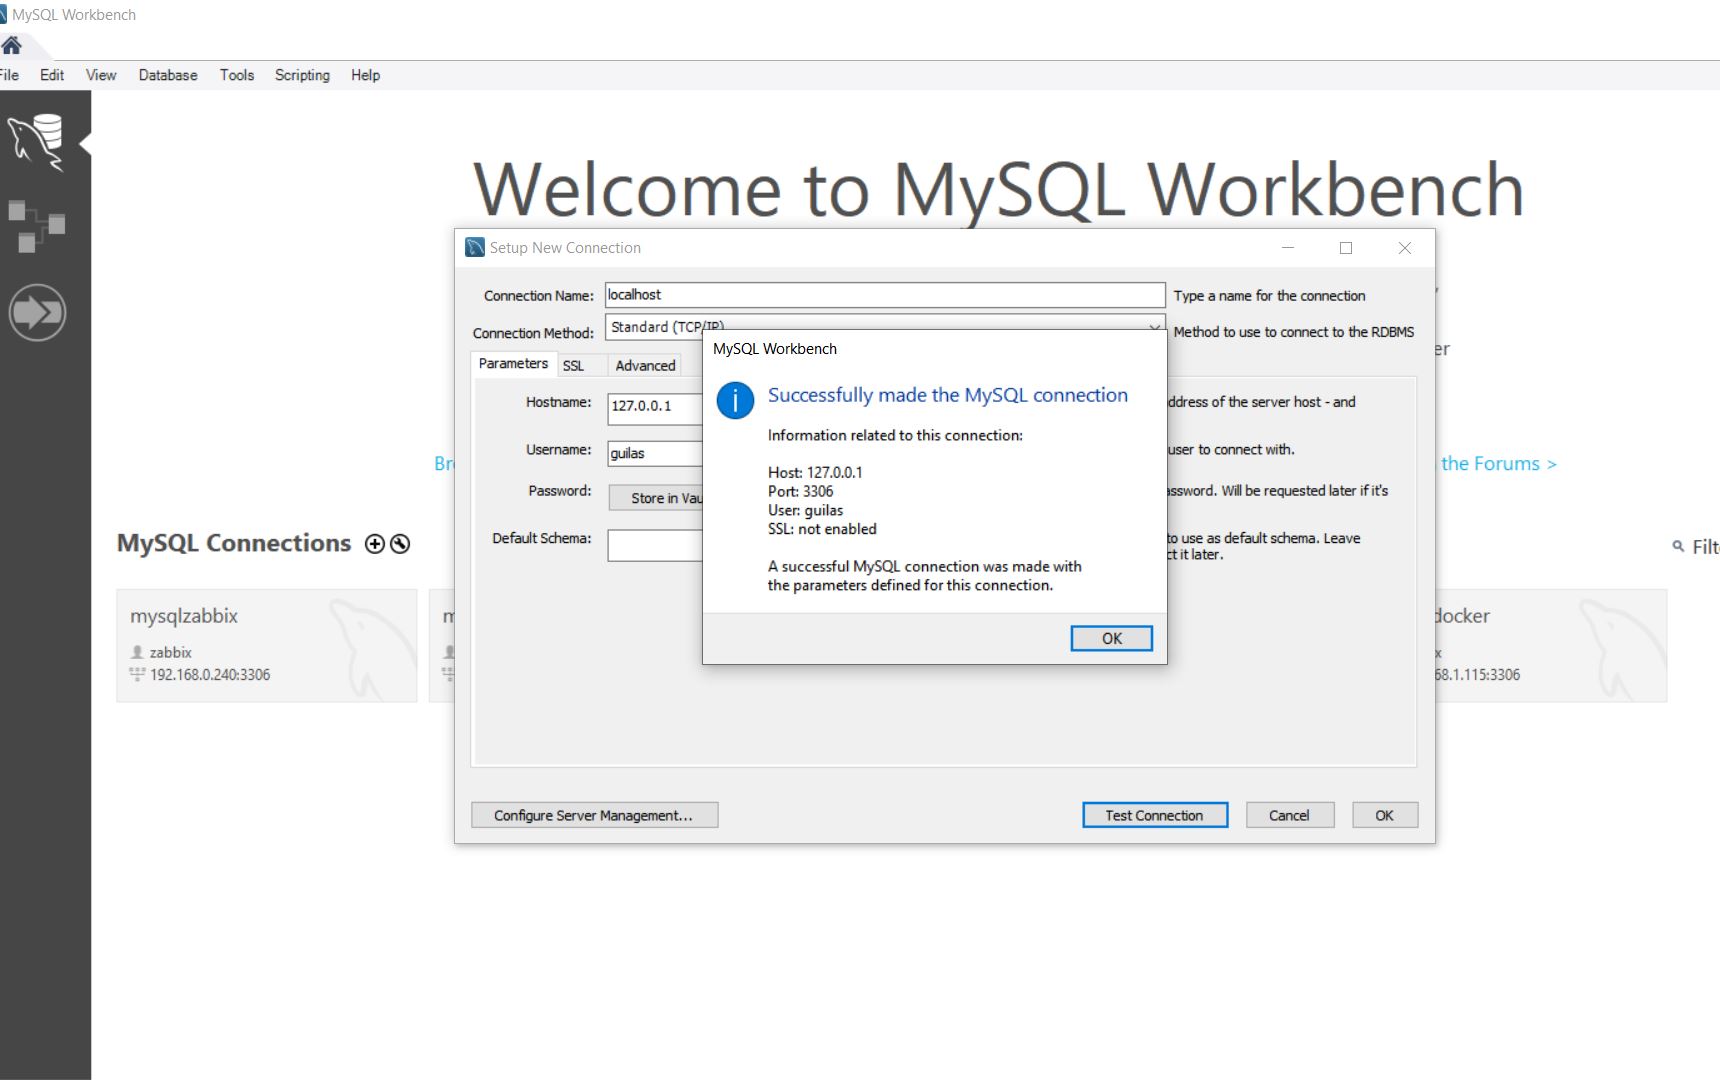 MySQL Workbench
File Edit View Database Tools Scripting Help
Welcome to MySQL Workbench
Setup New Connection
Connection Name: localhost Type a name for the connection
Connection Method: Standard (TCP/IP) Method to use to connect to the RDBMS
Parameters SSL Advanced
MySQL Workbench
Successfully made the MySQL connection
Information related to this connection:
Host: 127.0.0.1
Port: 3306
User: guilas
SSL: not enabled
A successful MySQL connection was made with
the parameters defined for this connection.
OK
Hostname: 127.0.0.1 address of the server host - and
Username: guilas user to connect with.
Password: Store in Vau password. Will be requested later if it's
Default Schema: to use as default schema. Leave
it later.
the Forums >
MySQL Connections
mysqlzabbix
zabbix
192.168.0.240:3306
docker
68.1.115:3306
Configure Server Management... Test Connection Cancel OK